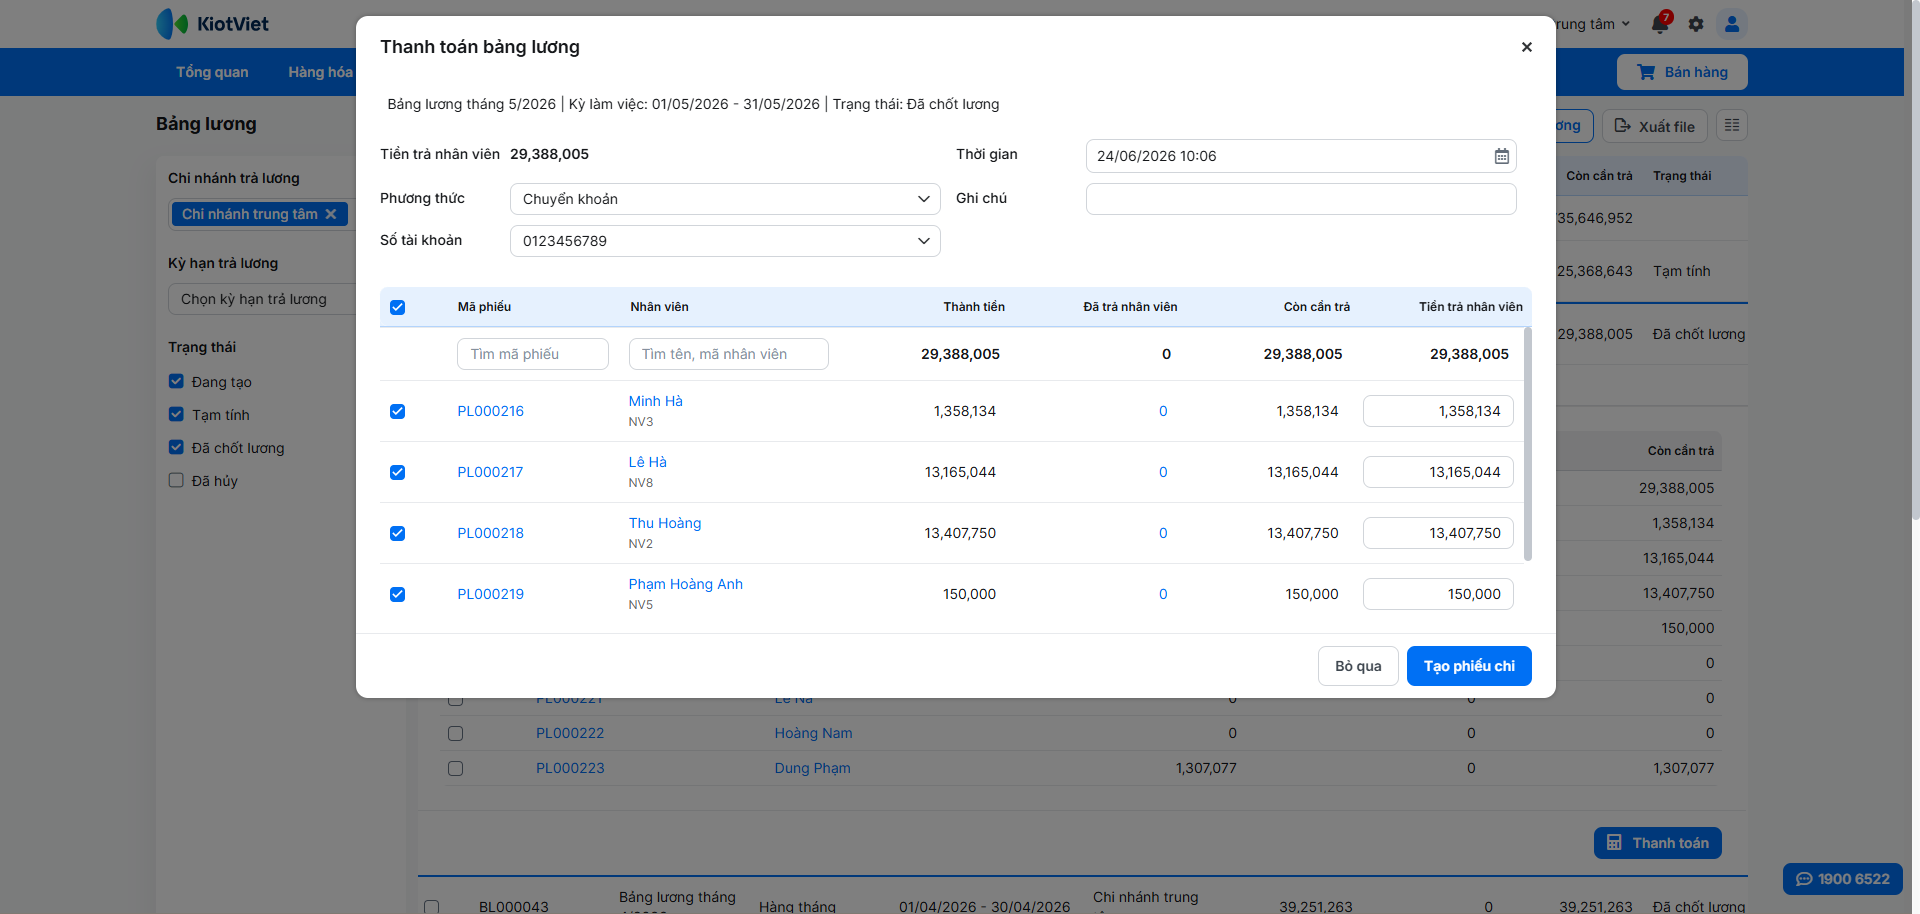 KiotViet
rung tâm
7
Tổng quan
Hàng hóa
Bán hàng
Bảng lương
ơng
Xuất file
Chi nhánh trả lương
Chi nhánh trung tâm
Kỳ hạn trả lương
Chọn kỳ hạn trả lương
Trạng thái
Đang tạo
Tạm tính
Đã chốt lương
Đã hủy
Thanh toán bảng lương
Bảng lương tháng 5/2026 | Kỳ làm việc: 01/05/2026 - 31/05/2026 | Trạng thái: Đã chốt lương
Tiền trả nhân viên 29,388,005
Thời gian 24/06/2026 10:06
Phương thức Chuyển khoản
Ghi chú
Số tài khoản 0123456789
Mã phiếu Nhân viên Thành tiền Đã trả nhân viên Còn cần trả Tiền trả nhân viên
Tìm mã phiếu Tìm tên, mã nhân viên 29,388,005 0 29,388,005 29,388,005
PL000216 Minh Hà 1,358,134 0 1,358,134 1,358,134
NV3
PL000217 Lê Hà 13,165,044 0 13,165,044 13,165,044
NV8
PL000218 Thu Hoàng 13,407,750 0 13,407,750 13,407,750
NV2
PL000219 Phạm Hoàng Anh 150,000 0 150,000 150,000
NV5
Bỏ qua Tạo phiếu chi
Còn cần trả Trạng thái
35,646,952
25,368,643 Tạm tính
29,388,005 Đã chốt lương
Còn cần trả
29,388,005
1,358,134
13,165,044
13,407,750
150,000
0
PL000221 Lê Na 0 0 0
PL000222 Hoàng Nam 0 0 0
PL000223 Dung Phạm 1,307,077 0 1,307,077
Thanh toán
1900 6522
BL000043 Bảng lương tháng Hàng tháng 01/04/2026 - 30/04/2026 Chi nhánh trung 39,251,263 0 39,251,263 Đã chốt lương